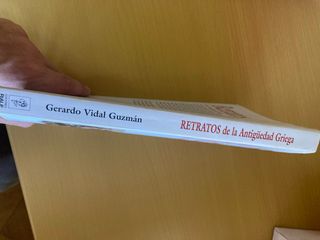 Gerardo Vidal Guzmán
RETRATOS de la Antigüedad Griega